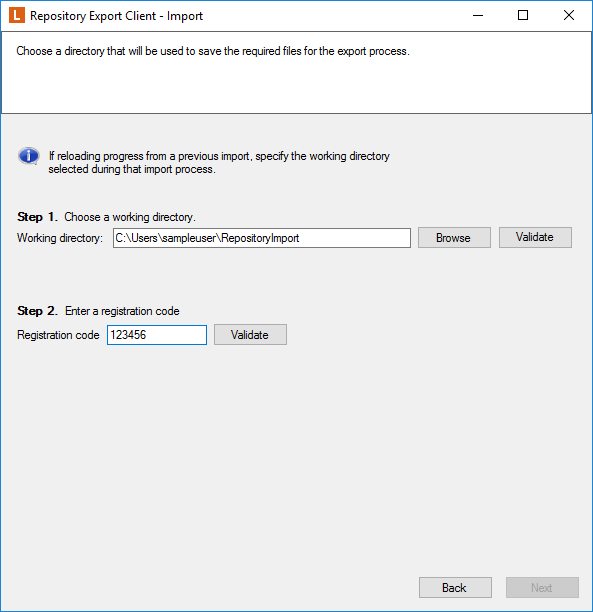 L Repository Export Client - Import
Choose a directory that will be used to save the required files for the export process.
i If reloading progress from a previous import, specify the working directory
selected during that import process.
Step 1. Choose a working directory.
Working directory: C:\Users\sampleuser\RepositoryImport Browse Validate
Step 2. Enter a registration code
Registration code 123456 Validate
Back Next